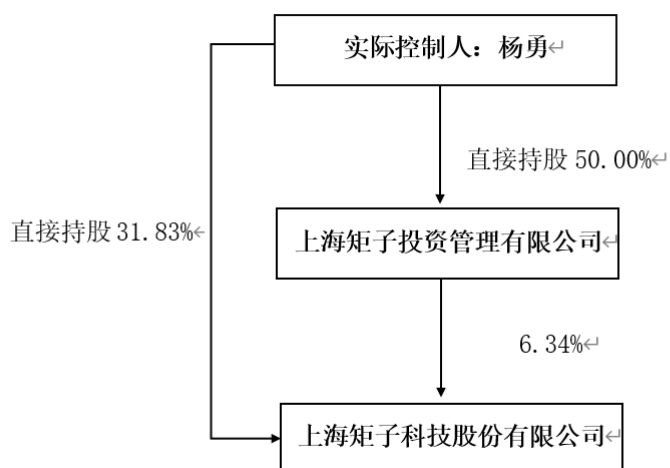 实际控制人：杨勇↵
直接持股 50.00%↵
直接持股 31.83%↵
上海矩子投资管理有限公司↵
6.34%↵
上海矩子科技股份有限公司↵